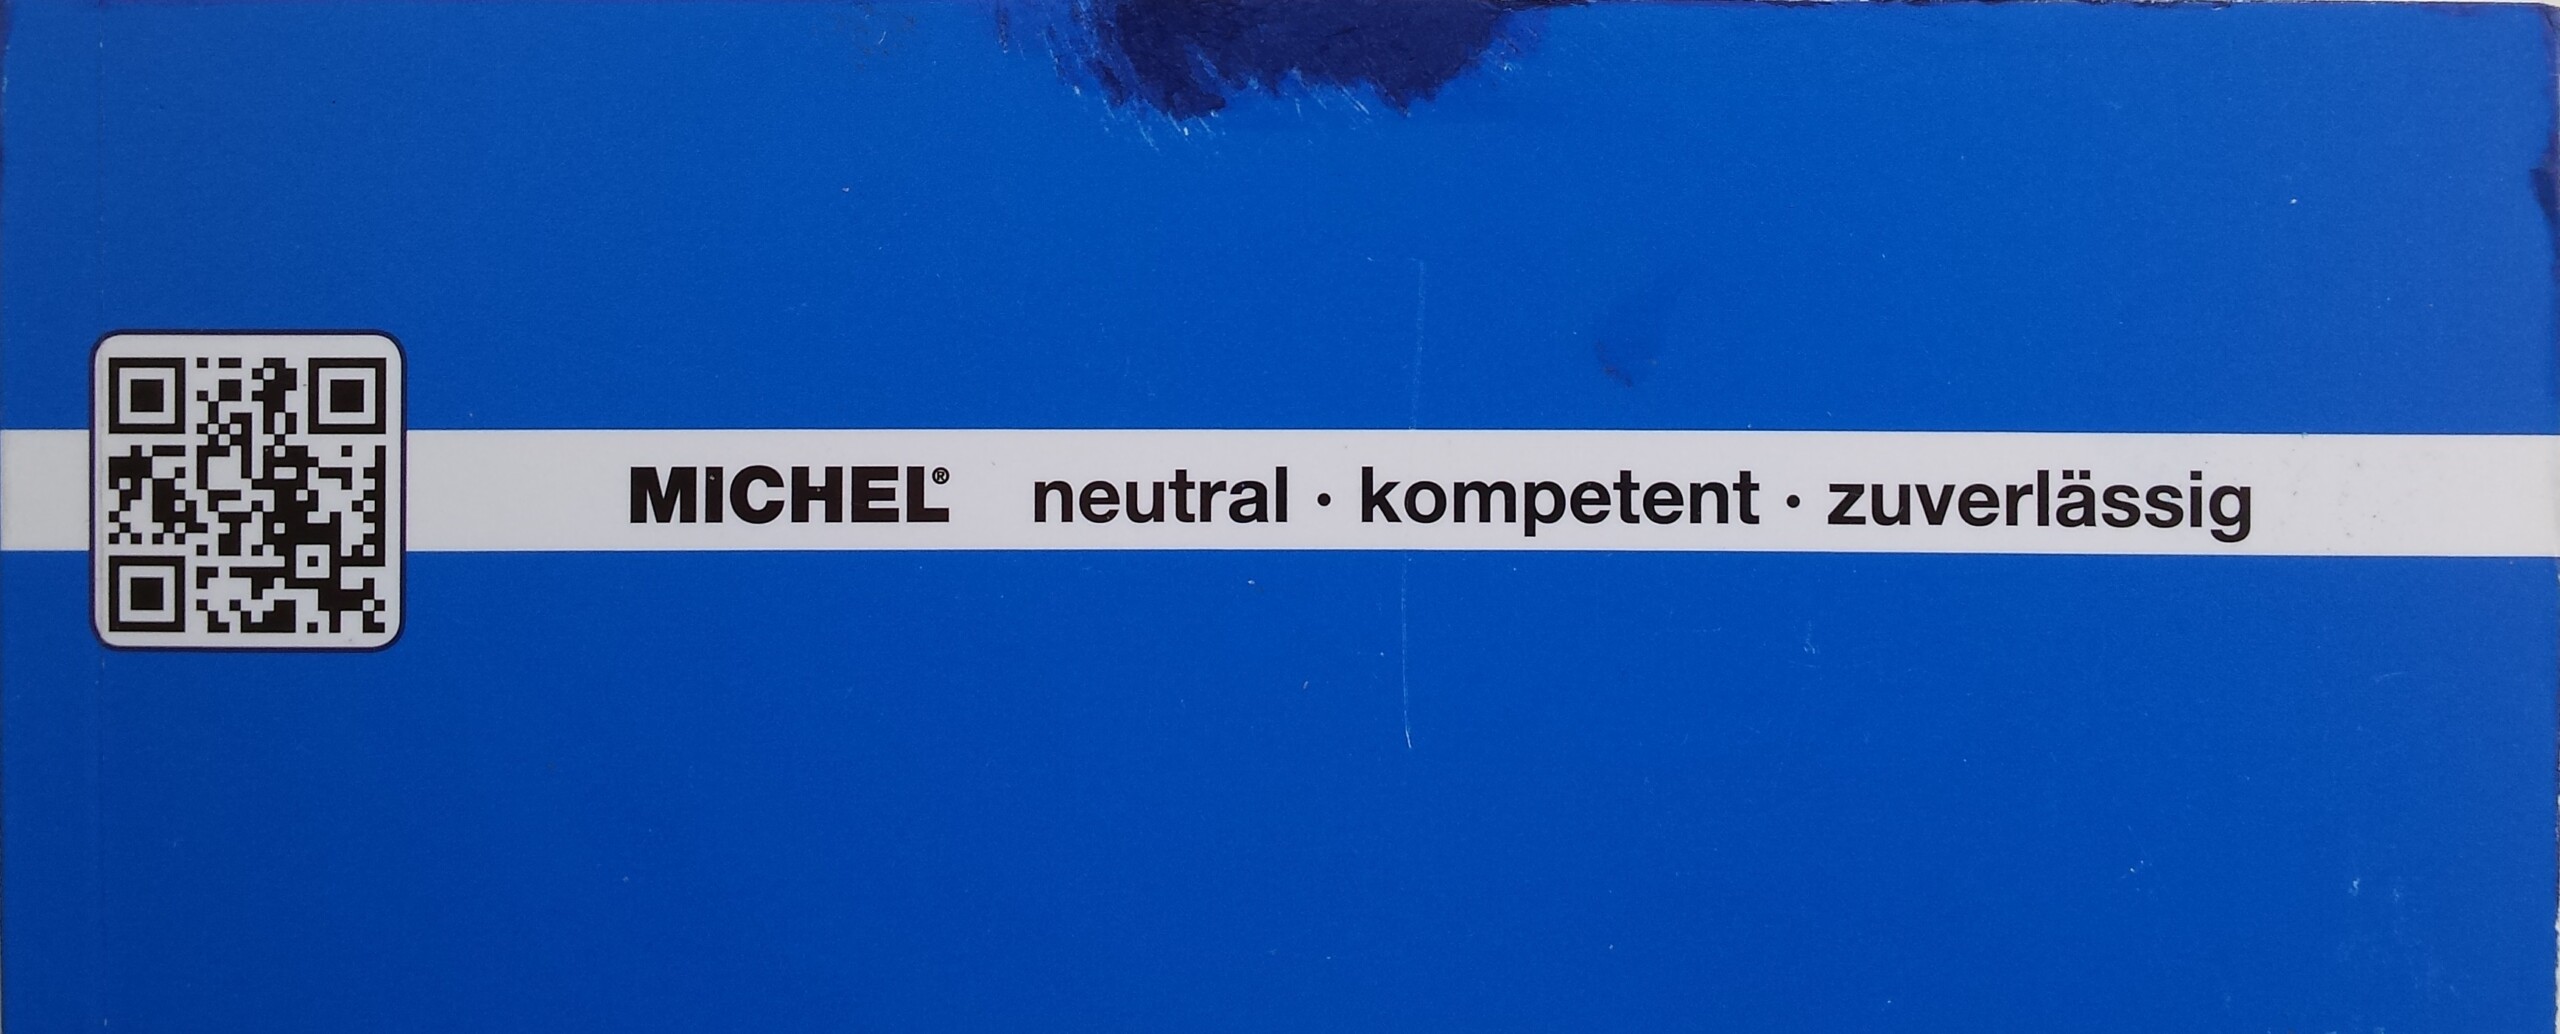 MICHEL® neutral · kompetent · zuverlässig